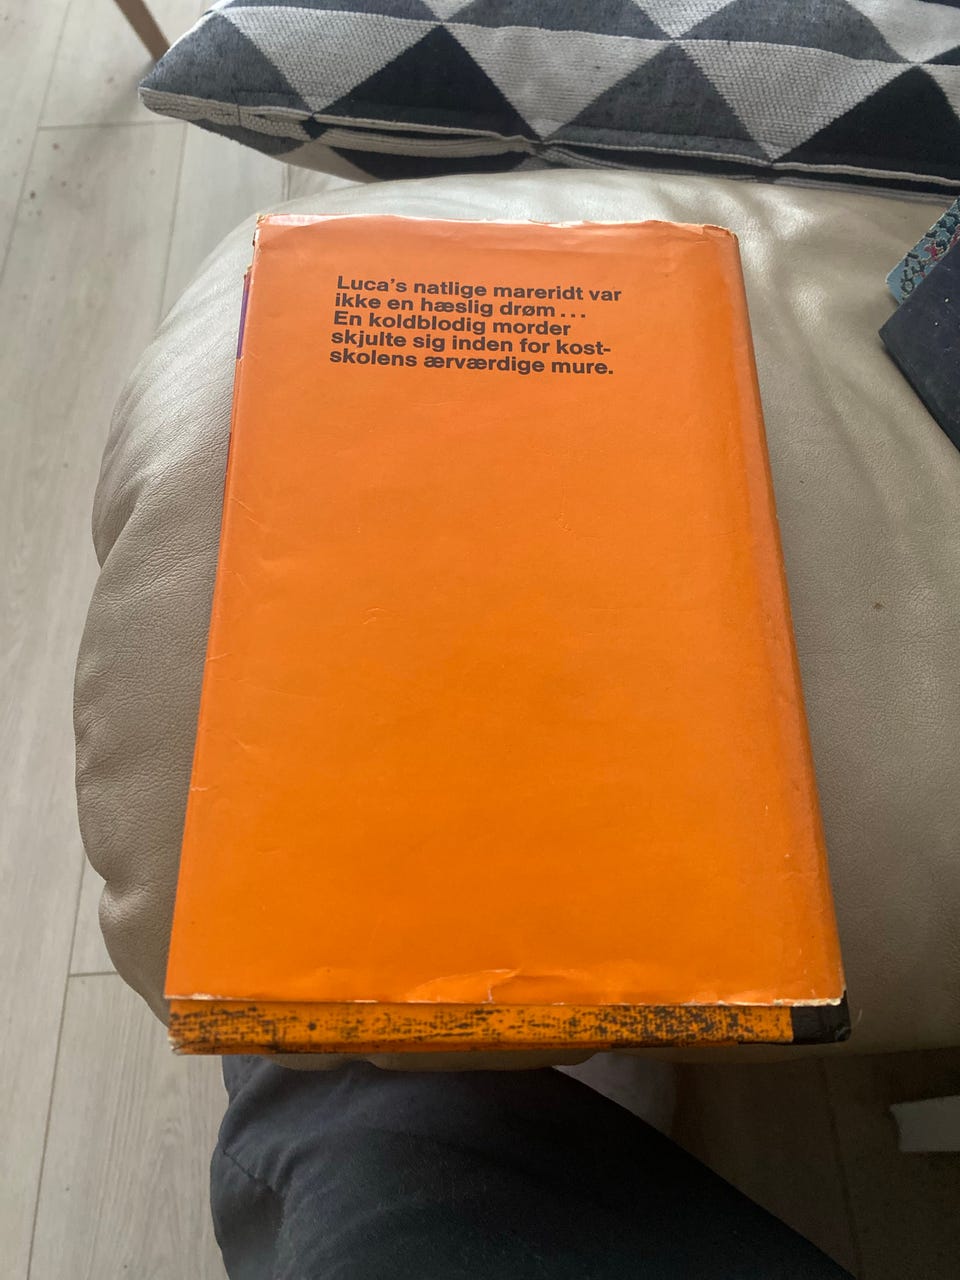 Luca's natlige mareridt var
ikke en hæslig drøm...
En koldblodig morder
skjulte sig inden for kost-
skolens ærværdige mure.